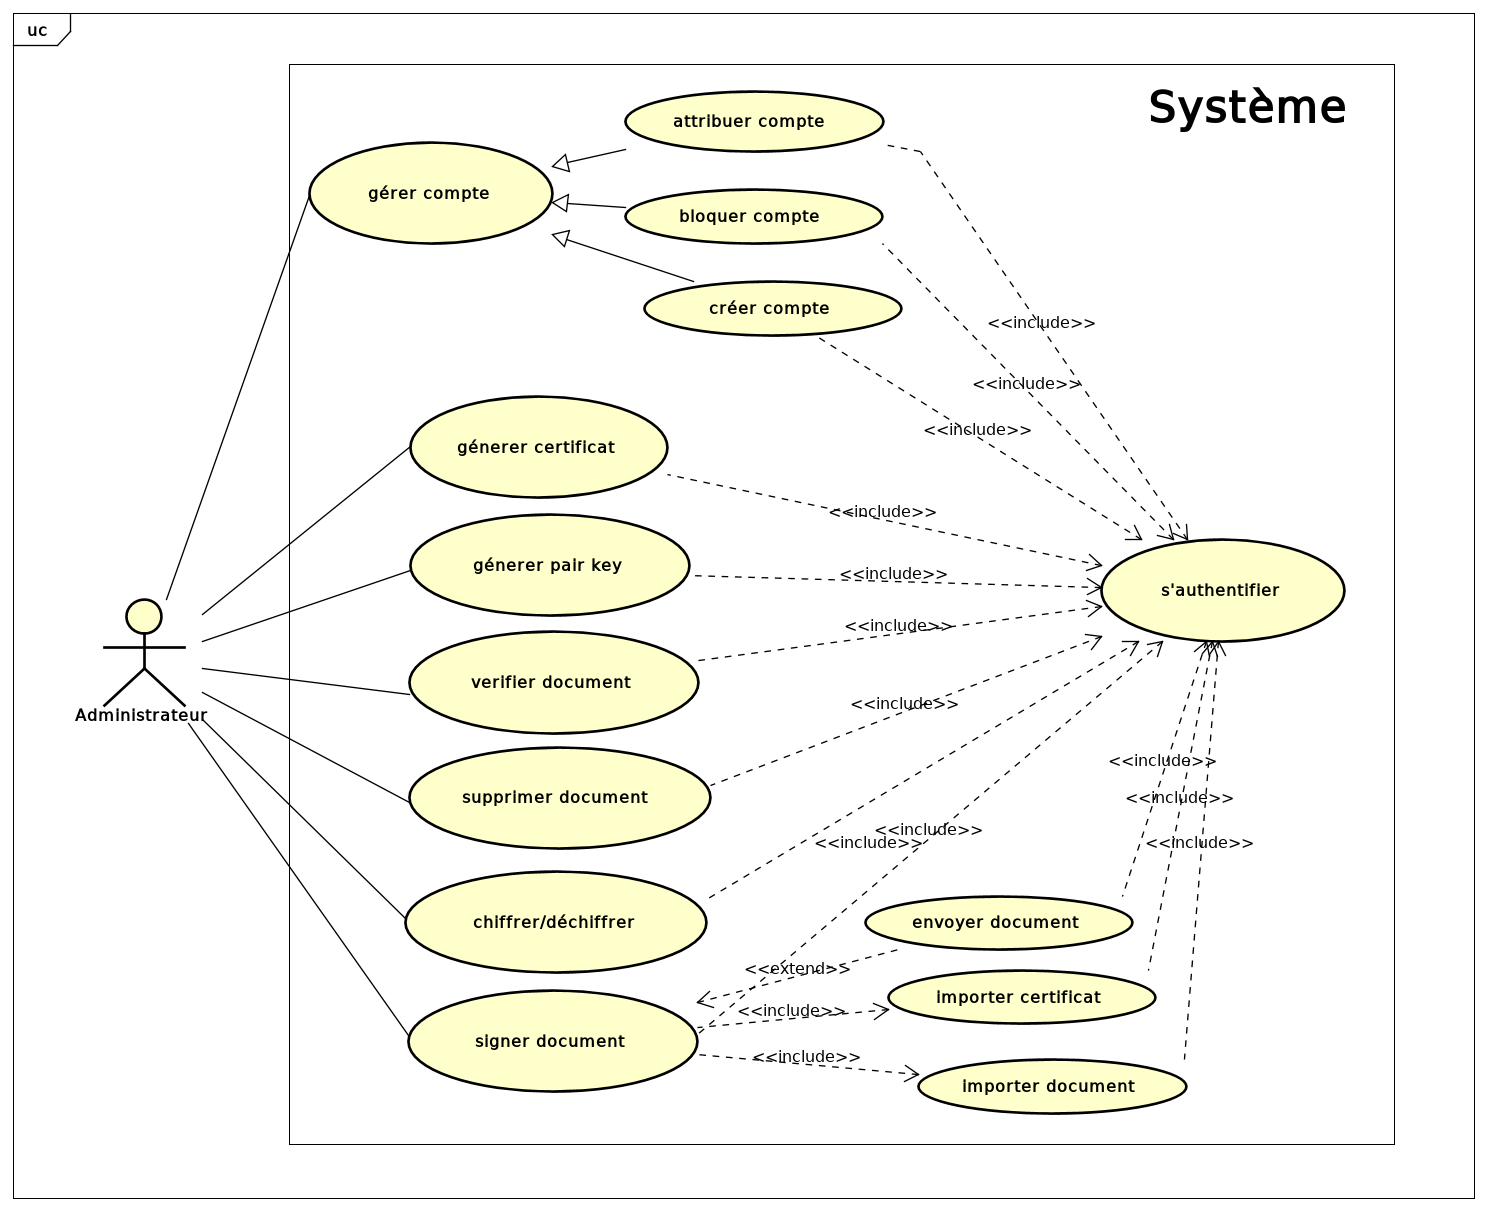 uc
Système
attribuer compte
gérer compte
bloquer compte
créer compte
<<include>>
<<include>>
<<include>>
génerer certificat
<<include>>
génerer pair key
<<include>>
s'authentifier
<<include>>
verifier document
<<include>>
Administrateur
<<include>>
supprimer document
<<include>>
<<include>>
<<include>>
<<include>>
chiffrer/déchiffrer
envoyer document
<<extend>>
importer certificat
<<include>>
signer document
<<include>>
importer document